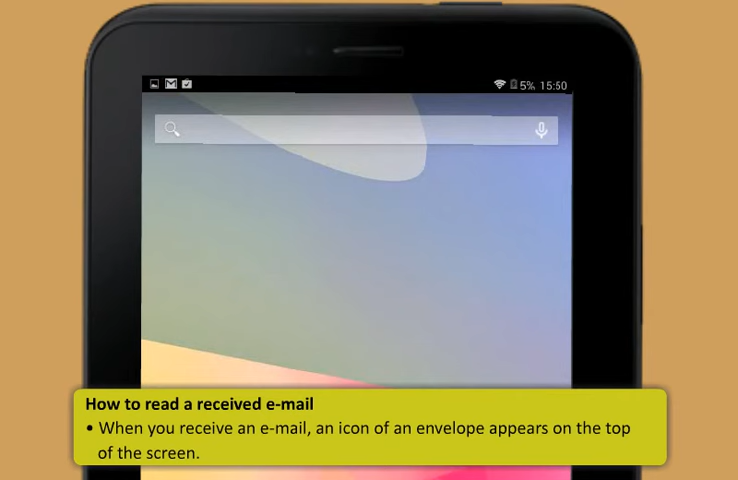 5% 15:50
How to read a received e-mail
• When you receive an e-mail, an icon of an envelope appears on the top
of the screen.